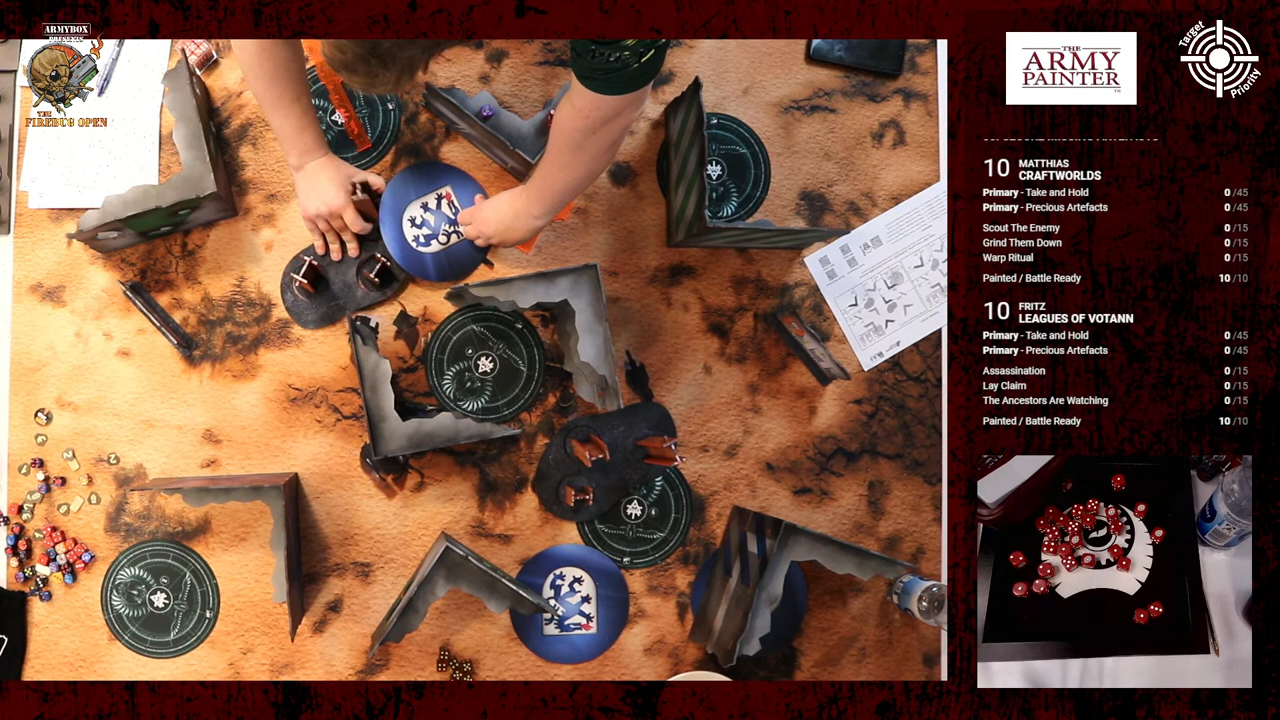 ARMYBOX
PRESENTS
THE
FIREBUG OPEN
THE
ARMY
PAINTER
Target
Priority
10 MATTHIAS
CRAFTWORLDS
Primary - Take and Hold 0 /45
Primary - Precious Artefacts 0 /45
Scout The Enemy 0 /15
Grind Them Down 0 /15
Warp Ritual 0 /15
Painted / Battle Ready 10 /10
10 FRITZ
LEAGUES OF VOTANN
Primary - Take and Hold 0 /45
Primary - Precious Artefacts 0 /45
Assassination 0 /15
Lay Claim 0 /15
The Ancestors Are Watching 0 /15
Painted / Battle Ready 10 /10